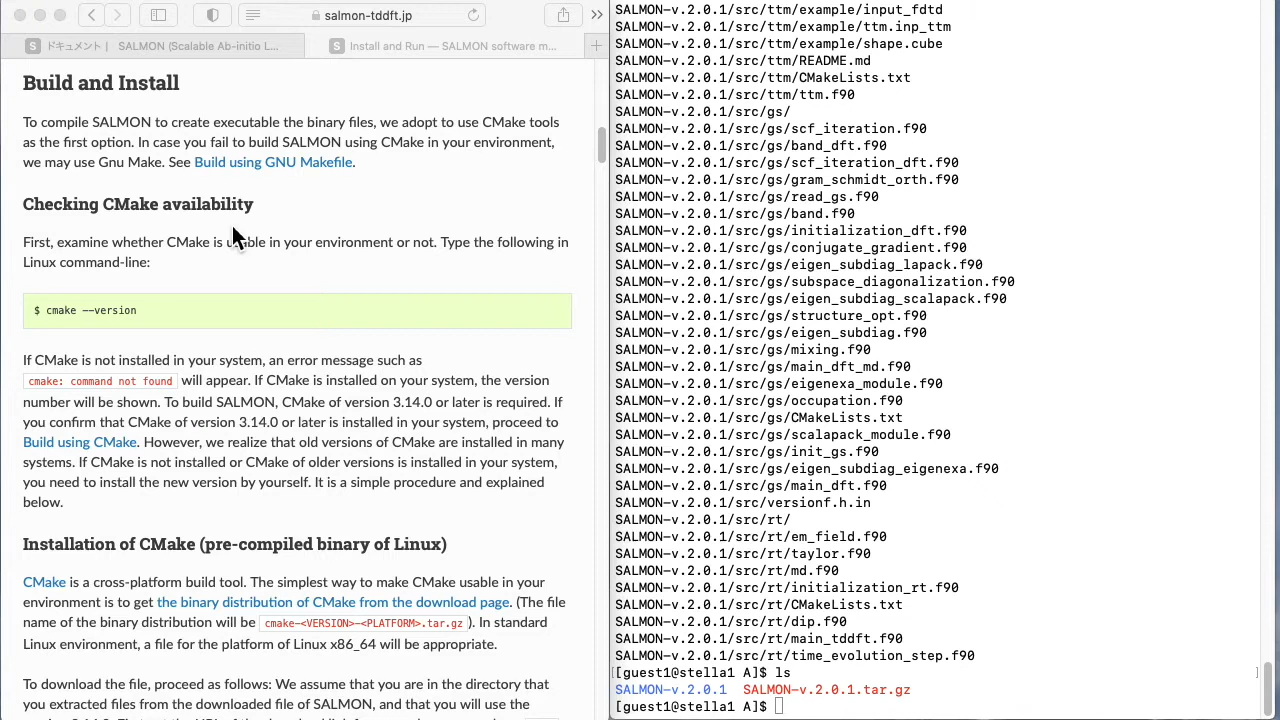 salmon-tddft.jp
S ドキュメント | SALMON (Scalable Ab-initio L...
S Install and Run — SALMON software m...
Build and Install
To compile SALMON to create executable the binary files, we adopt to use CMake tools
as the first option. In case you fail to build SALMON using CMake in your environment,
we may use Gnu Make. See Build using GNU Makefile.
Checking CMake availability
First, examine whether CMake is usable in your environment or not. Type the following in
Linux command-line:
$ cmake --version
If CMake is not installed in your system, an error message such as
cmake: command not found will appear. If CMake is installed on your system, the version
number will be shown. To build SALMON, CMake of version 3.14.0 or later is required. If
you confirm that CMake of version 3.14.0 or later is installed in your system, proceed to
Build using CMake. However, we realize that old versions of CMake are installed in many
systems. If CMake is not installed or CMake of older versions is installed in your system,
you need to install the new version by yourself. It is a simple procedure and explained
below.
Installation of CMake (pre-compiled binary of Linux)
CMake is a cross-platform build tool. The simplest way to make CMake usable in your
environment is to get the binary distribution of CMake from the download page. (The file
name of the binary distribution will be cmake-<VERSION>-<PLATFORM>.tar.gz ). In standard
Linux environment, a file for the platform of Linux x86_64 will be appropriate.
To download the file, proceed as follows: We assume that you are in the directory that
you extracted files from the downloaded file of SALMON, and that you will use the
SALMON-v.2.0.1/src/ttm/example/input_fdtd
SALMON-v.2.0.1/src/ttm/example/ttm.inp_ttm
SALMON-v.2.0.1/src/ttm/example/shape.cube
SALMON-v.2.0.1/src/ttm/README.md
SALMON-v.2.0.1/src/ttm/CMakeLists.txt
SALMON-v.2.0.1/src/ttm/ttm.f90
SALMON-v.2.0.1/src/gs/
SALMON-v.2.0.1/src/gs/scf_iteration.f90
SALMON-v.2.0.1/src/gs/band_dft.f90
SALMON-v.2.0.1/src/gs/scf_iteration_dft.f90
SALMON-v.2.0.1/src/gs/gram_schmidt_orth.f90
SALMON-v.2.0.1/src/gs/read_gs.f90
SALMON-v.2.0.1/src/gs/band.f90
SALMON-v.2.0.1/src/gs/initialization_dft.f90
SALMON-v.2.0.1/src/gs/conjugate_gradient.f90
SALMON-v.2.0.1/src/gs/eigen_subdiag_lapack.f90
SALMON-v.2.0.1/src/gs/subspace_diagonalization.f90
SALMON-v.2.0.1/src/gs/eigen_subdiag_scalapack.f90
SALMON-v.2.0.1/src/gs/structure_opt.f90
SALMON-v.2.0.1/src/gs/eigen_subdiag.f90
SALMON-v.2.0.1/src/gs/mixing.f90
SALMON-v.2.0.1/src/gs/main_dft_md.f90
SALMON-v.2.0.1/src/gs/eigenexa_module.f90
SALMON-v.2.0.1/src/gs/occupation.f90
SALMON-v.2.0.1/src/gs/CMakeLists.txt
SALMON-v.2.0.1/src/gs/scalapack_module.f90
SALMON-v.2.0.1/src/gs/init_gs.f90
SALMON-v.2.0.1/src/gs/eigen_subdiag_eigenexa.f90
SALMON-v.2.0.1/src/gs/main_dft.f90
SALMON-v.2.0.1/src/versionf.h.in
SALMON-v.2.0.1/src/rt/
SALMON-v.2.0.1/src/rt/em_field.f90
SALMON-v.2.0.1/src/rt/taylor.f90
SALMON-v.2.0.1/src/rt/md.f90
SALMON-v.2.0.1/src/rt/initialization_rt.f90
SALMON-v.2.0.1/src/rt/CMakeLists.txt
SALMON-v.2.0.1/src/rt/dip.f90
SALMON-v.2.0.1/src/rt/main_tddft.f90
SALMON-v.2.0.1/src/rt/time_evolution_step.f90
[guest1@stella1 A]$ ls
SALMON-v.2.0.1 SALMON-v.2.0.1.tar.gz
[guest1@stella1 A]$